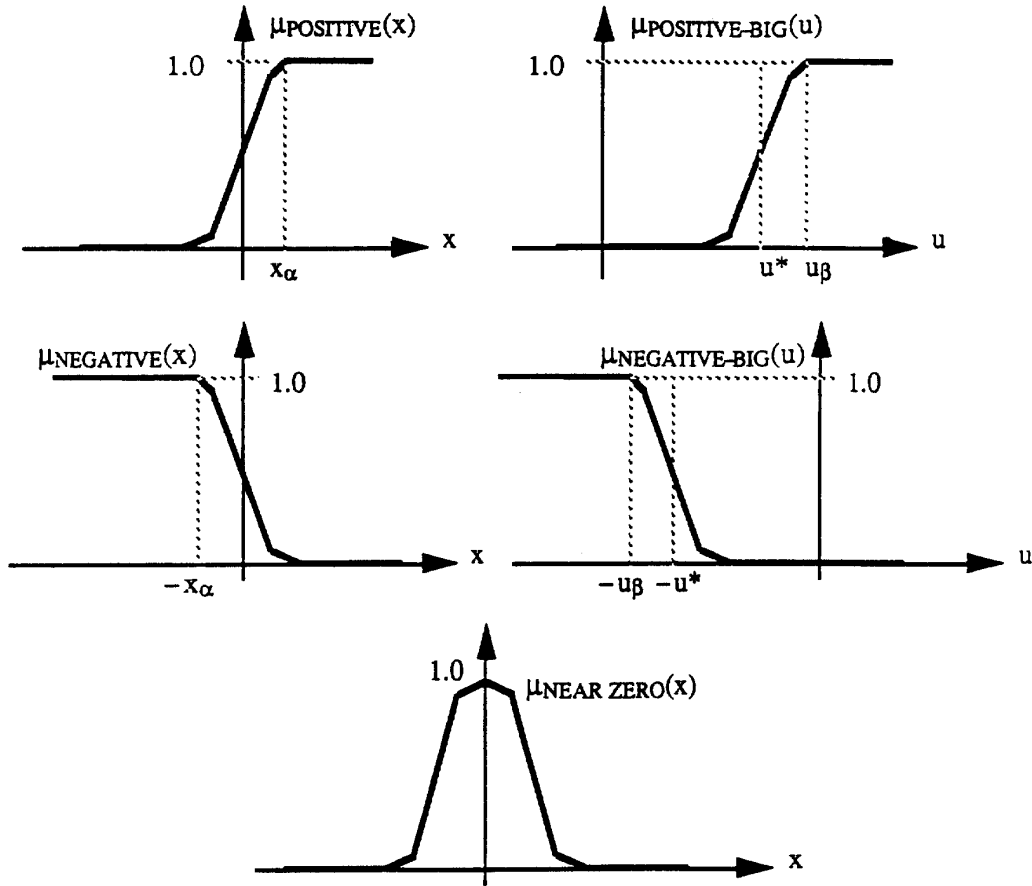 μPOSITIVE(x)
1.0
x
xα
μPOSITIVE-BIG(u)
1.0
u
u*
uβ
μNEGATIVE(x)
1.0
x
−xα
μNEGATIVE-BIG(u)
1.0
u
−uβ
−u*
1.0
μNEAR ZERO(x)
x